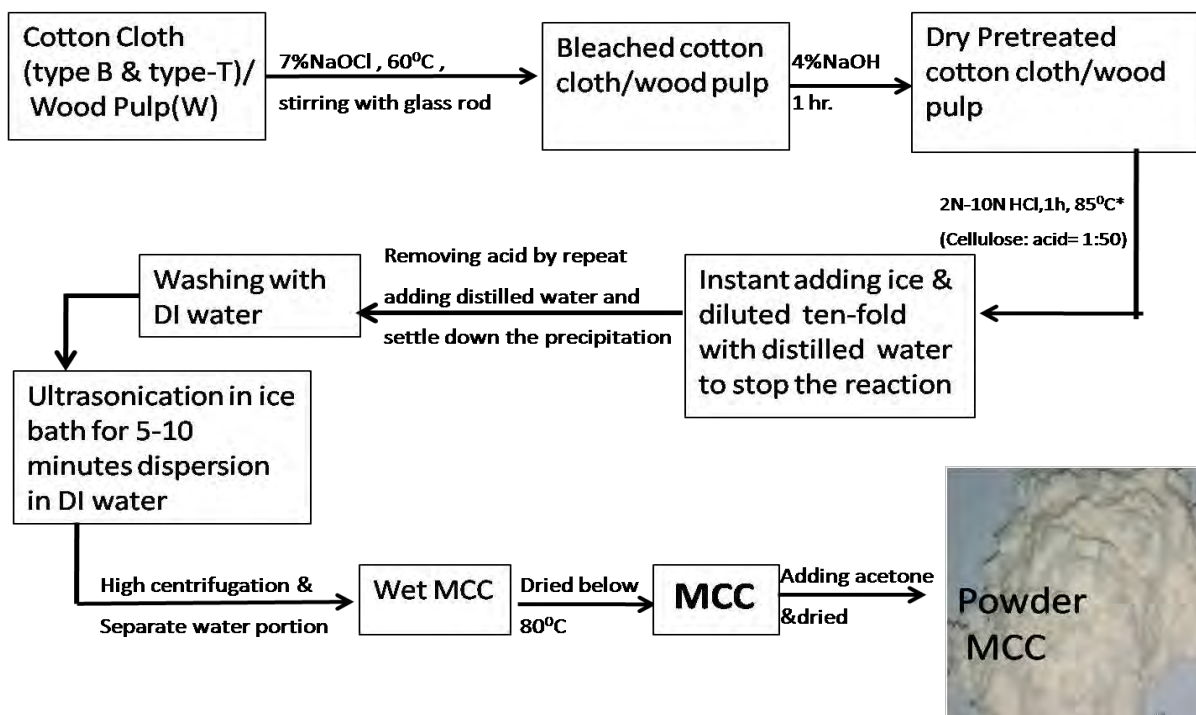 Cotton Cloth
(type B & type-T)/
Wood Pulp(W)
7%NaOCl , 60⁰C ,
stirring with glass rod
Bleached cotton
cloth/wood pulp
4%NaOH
1 hr.
Dry Pretreated
cotton cloth/wood
pulp
2N-10N HCl,1h, 85⁰C*
(Cellulose: acid= 1:50)
Instant adding ice &
diluted ten-fold
with distilled water
to stop the reaction
Removing acid by repeat
adding distilled water and
settle down the precipitation
Washing with
DI water
Ultrasonication in ice
bath for 5-10
minutes dispersion
in DI water
High centrifugation &
Separate water portion
Wet MCC
Dried below
80⁰C
MCC
Adding acetone
&dried
Powder
MCC